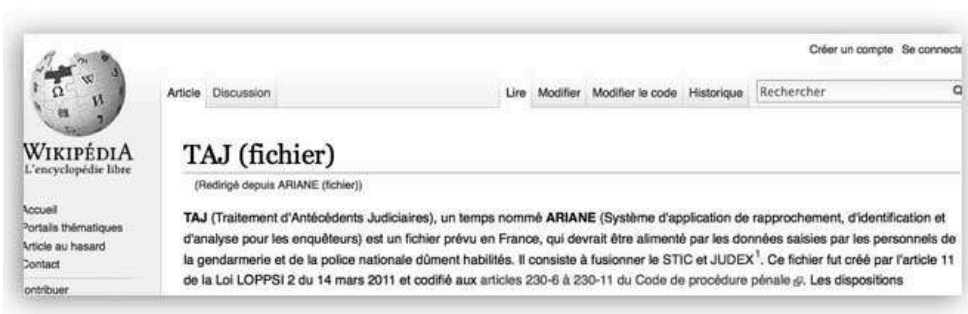 Créer un compte Se connecte
Article Discussion Lire Modifier Modifier le code Historique Rechercher
Ω W И
WIKIPÉDIA
L'encyclopédie libre
TAJ (fichier)
(Redirigé depuis ARIANE (fichier))
Accueil
Portails thématiques
Article au hasard
Contact
TAJ (Traitement d'Antécédents Judiciaires), un temps nommé ARIANE (Système d'application de rapprochement, d'identification et
d'analyse pour les enquêteurs) est un fichier prévu en France, qui devrait être alimenté par les données saisies par les personnels de
la gendarmerie et de la police nationale dûment habilités. Il consiste à fusionner le STIC et JUDEX¹. Ce fichier fut créé par l'article 11
de la Loi LOPPSI 2 du 14 mars 2011 et codifié aux articles 230-6 à 230-11 du Code de procédure pénale. Les dispositions
ontribuer